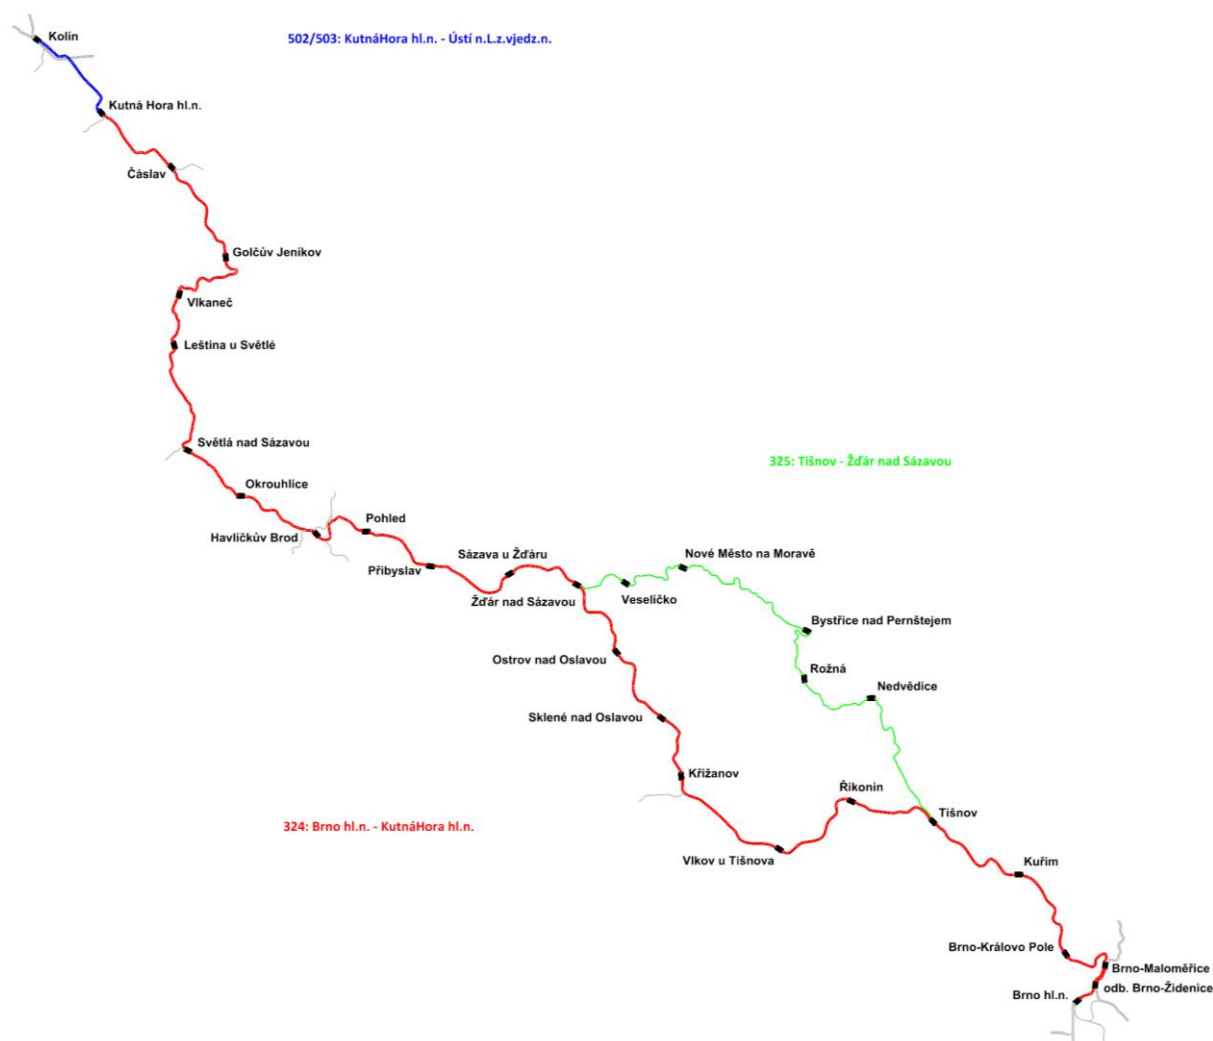 Kolín
502/503: KutnáHora hl.n. - Ústí n.L.z.vjedz.n.
Kutná Hora hl.n.
Čáslav
Golčův Jeníkov
Vlkaneč
Leština u Světlé
Světlá nad Sázavou
325: Tišnov - Žďár nad Sázavou
Okrouhlice
Pohled
Havlíčkův Brod
Sázava u Žďáru
Nové Město na Moravě
Přibyslav
Žďár nad Sázavou
Veselíčko
Bystřice nad Pernštejem
Ostrov nad Oslavou
Rožná
Nedvědice
Sklené nad Oslavou
Křižanov
Říkonín
Tišnov
324: Brno hl.n. - KutnáHora hl.n.
Vlkov u Tišnova
Kuřim
Brno-Královo Pole
Brno-Maloměřice
odb. Brno-Židenice
Brno hl.n.